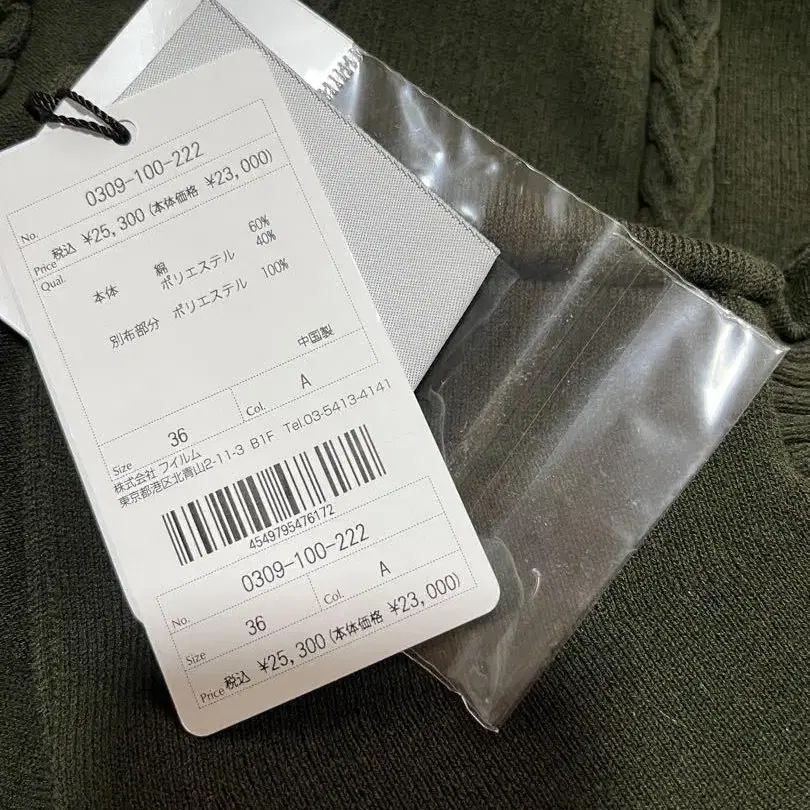 No. 0309-100-222
Price 税込 ¥25,300 (本体価格 ¥23,000)
Qual.
本体 綿 60%
ポリエステル 40%
別布部分 ポリエステル 100%
中国製
Size 36 Col. A
株式会社 フイルム
東京都港区北青山2-11-3 B1F Tel.03-5413-4141
4549795476172
No. 0309-100-222
Size 36 Col. A
Price 税込 ¥25,300 (本体価格 ¥23,000)